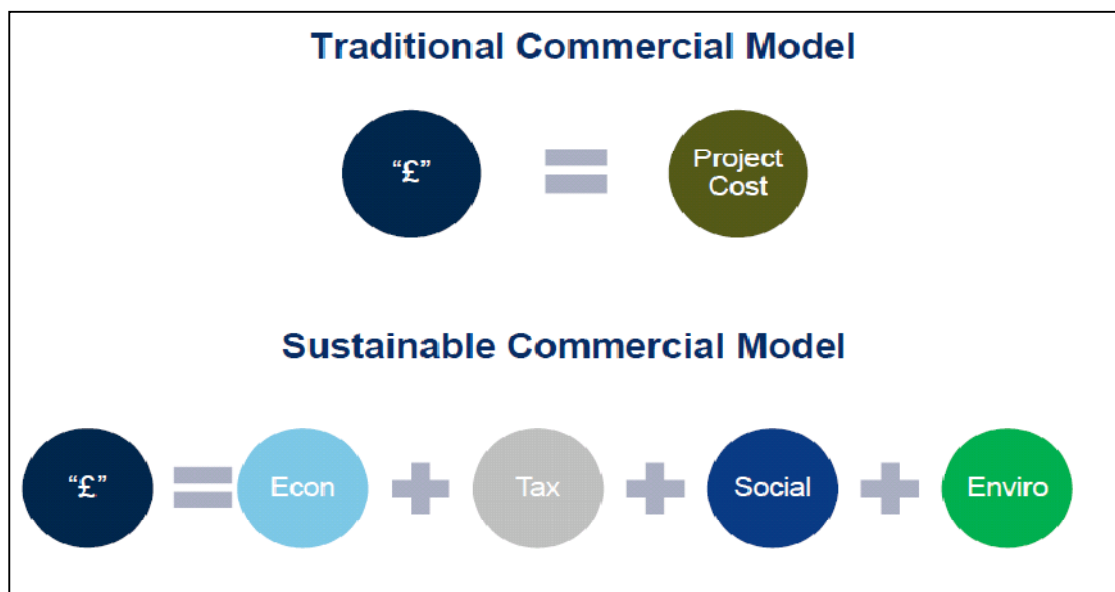 Traditional Commercial Model
“£”
=
Project
Cost
Sustainable Commercial Model
“£” = Econ + Tax + Social + Enviro